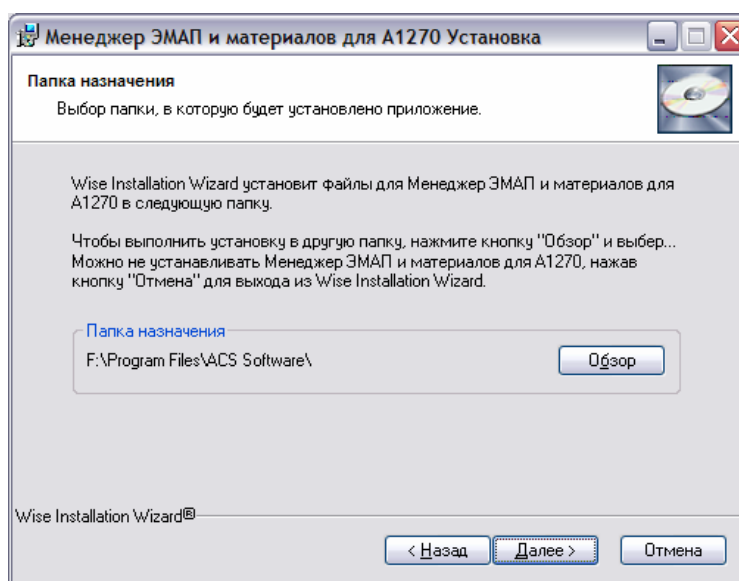 Менеджер ЭМАП и материалов для А1270 Установка
Папка назначения
Выбор папки, в которую будет установлено приложение.
Wise Installation Wizard установит файлы для Менеджер ЭМАП и материалов для
А1270 в следующую папку.
Чтобы выполнить установку в другую папку, нажмите кнопку "Обзор" и выбер...
Можно не устанавливать Менеджер ЭМАП и материалов для А1270, нажав
кнопку "Отмена" для выхода из Wise Installation Wizard.
Папка назначения
F:\Program Files\ACS Software\
Обзор
Wise Installation Wizard®
< Назад
Далее >
Отмена